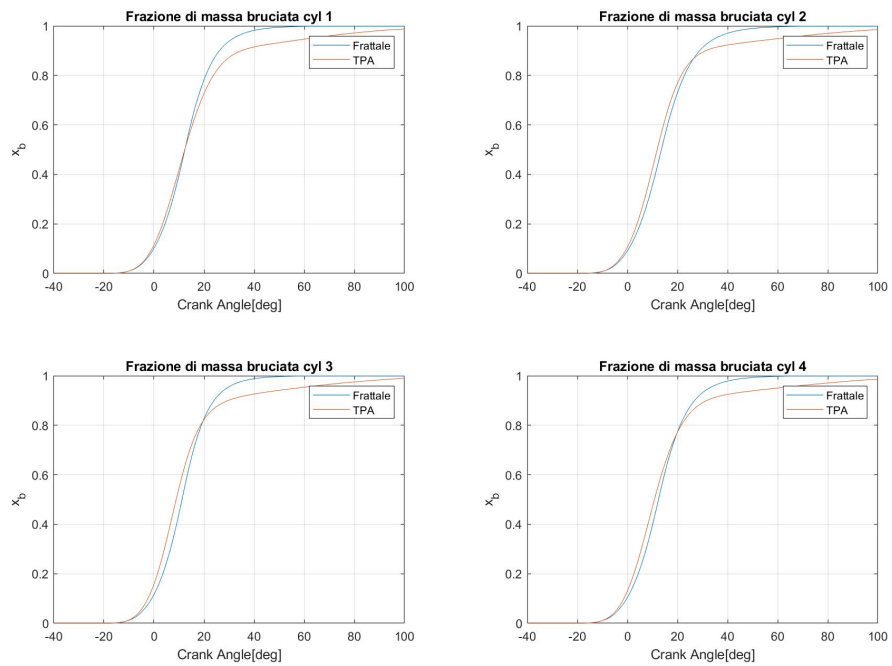 Frazione di massa bruciata cyl 1
1
0.8
0.6
0.4
0.2
0
x_b
-40 -20 0 20 40 60 80 100
Crank Angle[deg]
Frattale
TPA
Frazione di massa bruciata cyl 2
1
0.8
0.6
0.4
0.2
0
x_b
-40 -20 0 20 40 60 80 100
Crank Angle[deg]
Frattale
TPA
Frazione di massa bruciata cyl 3
1
0.8
0.6
0.4
0.2
0
x_b
-40 -20 0 20 40 60 80 100
Crank Angle[deg]
Frattale
TPA
Frazione di massa bruciata cyl 4
1
0.8
0.6
0.4
0.2
0
x_b
-40 -20 0 20 40 60 80 100
Crank Angle[deg]
Frattale
TPA